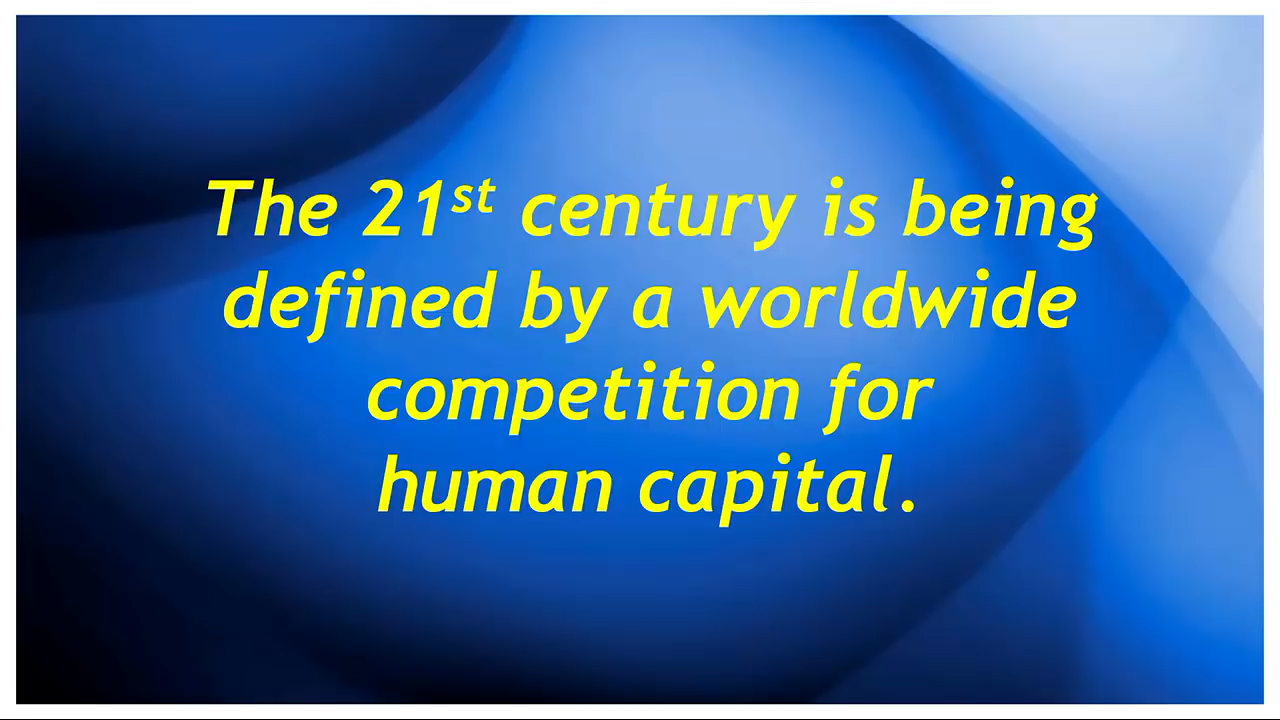 The 21st century is being
defined by a worldwide
competition for
human capital.